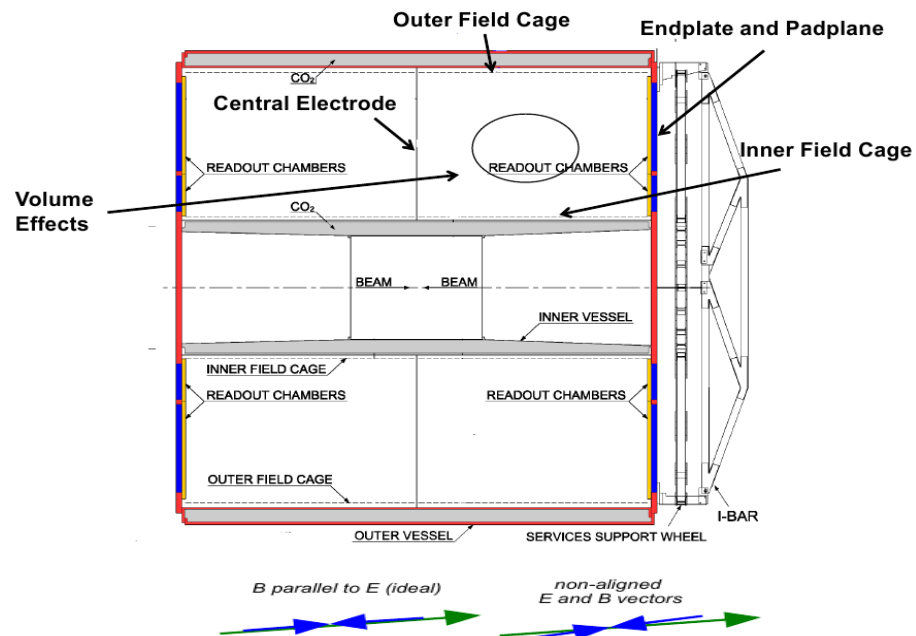 Outer Field Cage
Endplate and Padplane
CO₂
Central Electrode
READOUT CHAMBERS
READOUT CHAMBERS
Inner Field Cage
Volume
Effects
CO₂
BEAM
BEAM
INNER VESSEL
INNER FIELD CAGE
READOUT CHAMBERS
READOUT CHAMBERS
OUTER FIELD CAGE
I-BAR
OUTER VESSEL
SERVICES SUPPORT WHEEL
B parallel to E (ideal)
non-aligned
E and B vectors